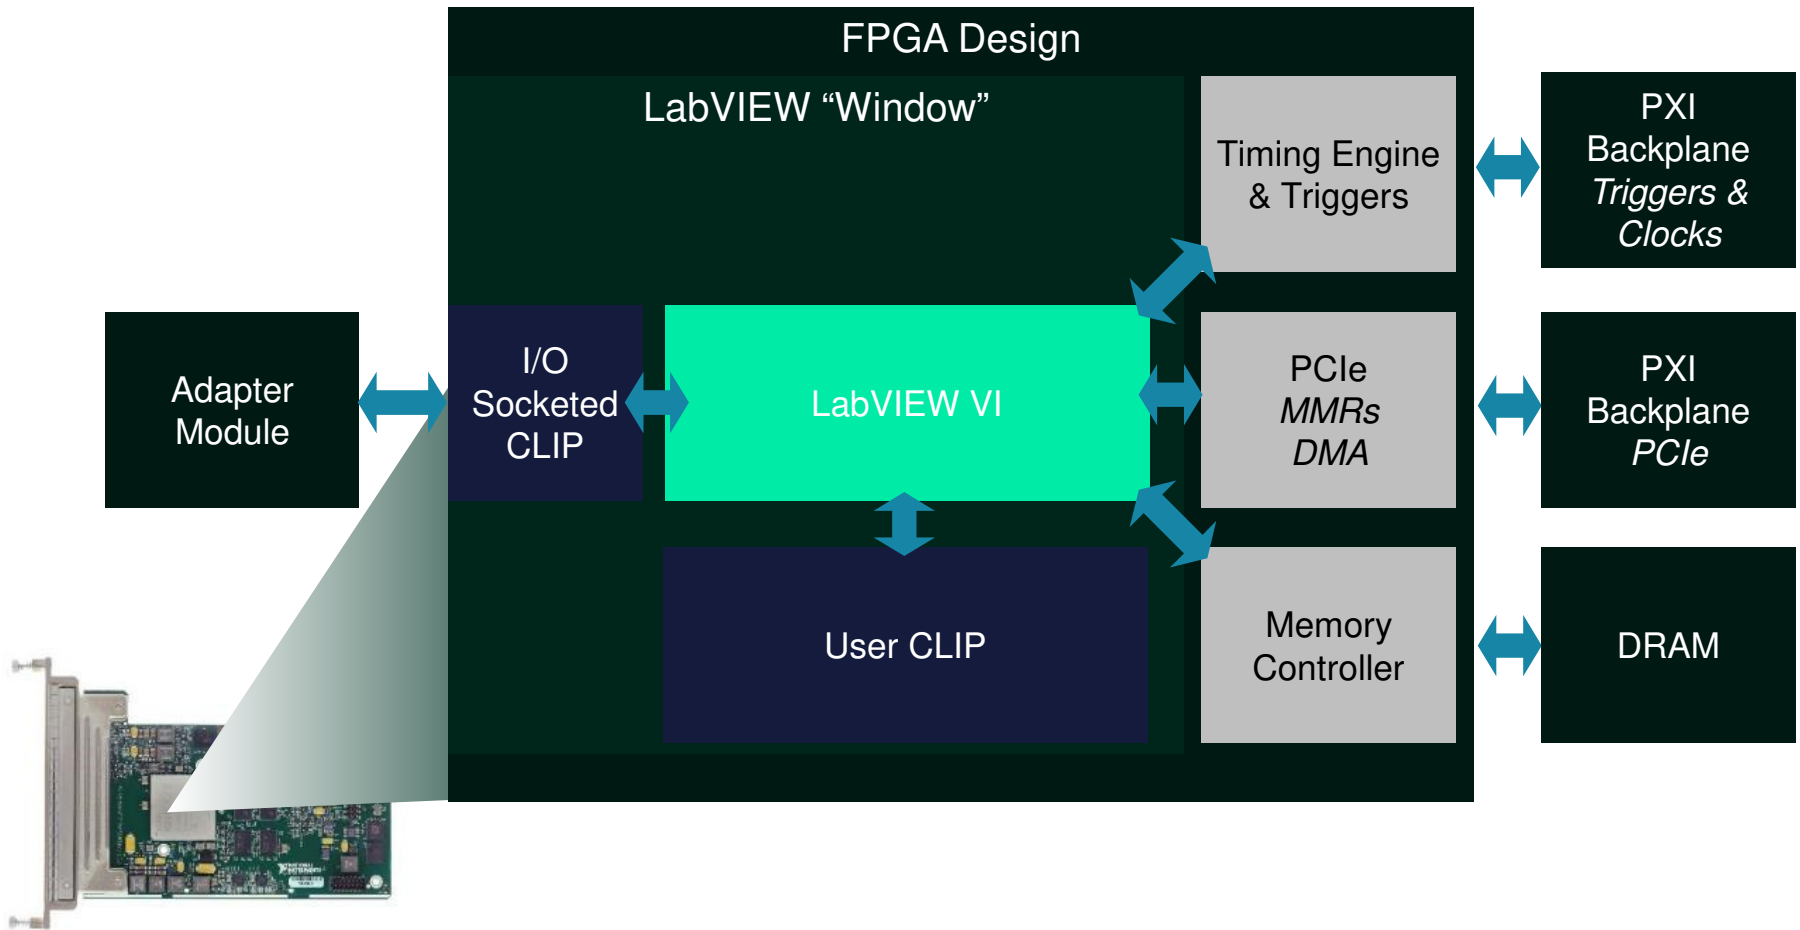 FPGA Design
LabVIEW “Window”
Timing Engine
& Triggers
PXI
Backplane
Triggers &
Clocks
Adapter
Module
I/O
Socketed
CLIP
LabVIEW VI
PCIe
MMRs
DMA
PXI
Backplane
PCIe
User CLIP
Memory
Controller
DRAM